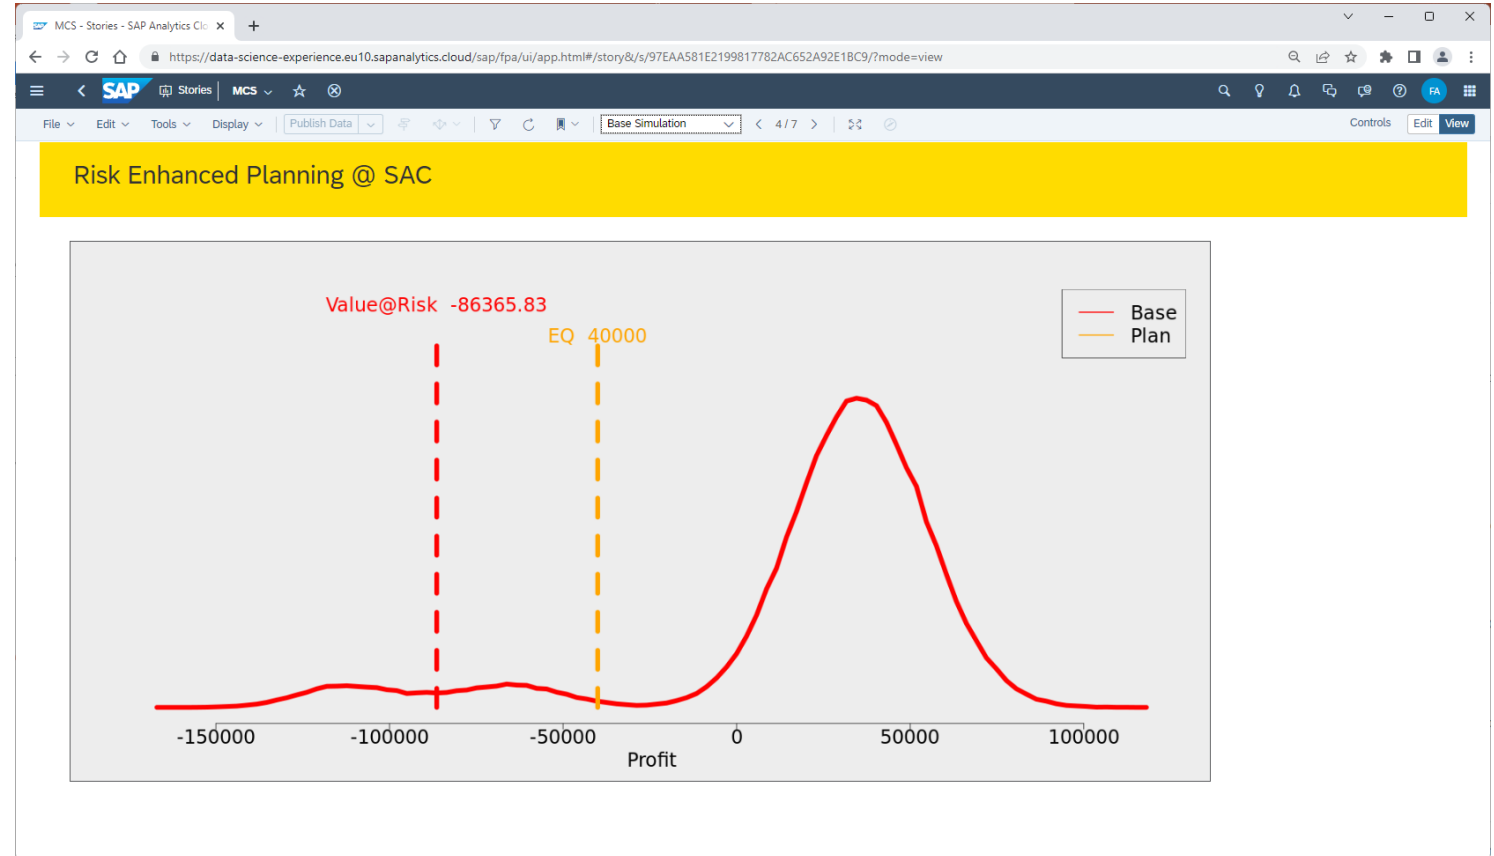 MCS - Stories - SAP Analytics Clo
https://data-science-experience.eu10.sapanalytics.cloud/sap/fpa/ui/app.html#/story&/s/97EAA581E2199817782AC652A92E1BC9/?mode=view
SAP Stories MCS FA
File Edit Tools Display Publish Data Base Simulation 4/7 Controls Edit View
Risk Enhanced Planning @ SAC
Value@Risk -86365.83
EQ 40000
Base
Plan
-150000 -100000 -50000 0 50000 100000
Profit